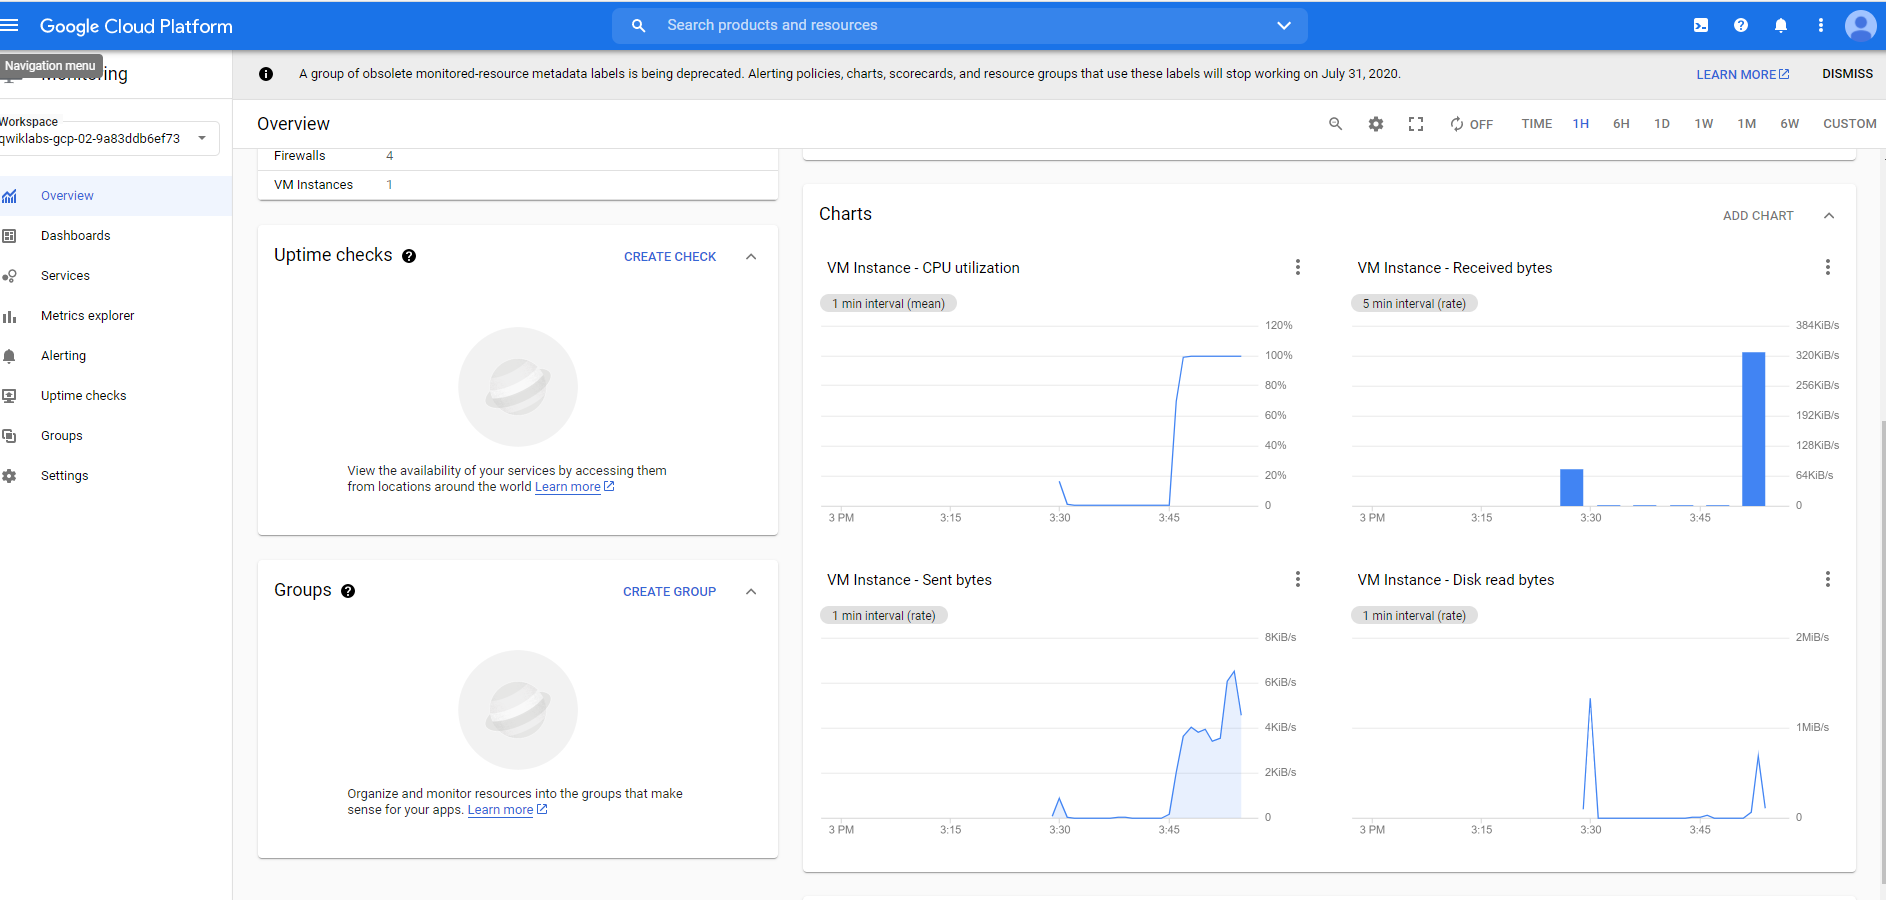 Google Cloud Platform
Search products and resources
Navigation menu
Monitoring
A group of obsolete monitored-resource metadata labels is being deprecated. Alerting policies, charts, scorecards, and resource groups that use these labels will stop working on July 31, 2020.
LEARN MORE
DISMISS
Workspace
qwiklabs-gcp-02-9a83ddb6ef73
Overview
Dashboards
Services
Metrics explorer
Alerting
Uptime checks
Groups
Settings
Overview
OFF
TIME 1H 6H 1D 1W 1M 6W CUSTOM
Firewalls 4
VM Instances 1
Uptime checks
CREATE CHECK
View the availability of your services by accessing them
from locations around the world Learn more
Groups
CREATE GROUP
Organize and monitor resources into the groups that make
sense for your apps. Learn more
Charts
ADD CHART
VM Instance - CPU utilization
1 min interval (mean)
120%
100%
80%
60%
40%
20%
0
3 PM 3:15 3:30 3:45
VM Instance - Received bytes
5 min interval (rate)
384KiB/s
320KiB/s
256KiB/s
192KiB/s
128KiB/s
64KiB/s
0
3 PM 3:15 3:30 3:45
VM Instance - Sent bytes
1 min interval (rate)
8KiB/s
6KiB/s
4KiB/s
2KiB/s
0
3 PM 3:15 3:30 3:45
VM Instance - Disk read bytes
1 min interval (rate)
2MiB/s
1MiB/s
0
3 PM 3:15 3:30 3:45